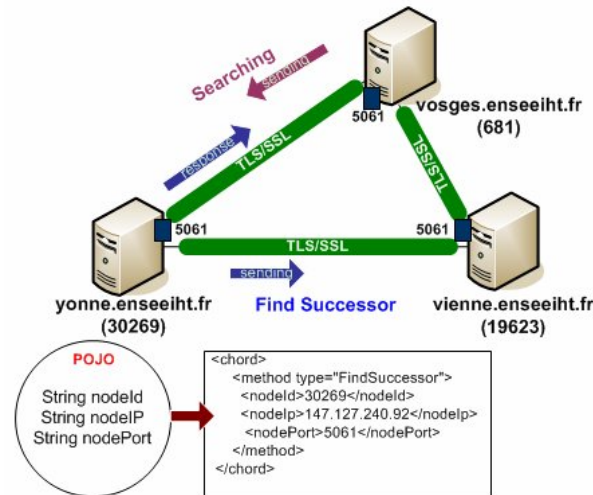 Searching
sending
vosges.enseeiht.fr
(681)
5061
response
TLS/SSL
TLS/SSL
5061
TLS/SSL
5061
sending
yonne.enseeiht.fr
(30269)
Find Successor
vienne.enseeiht.fr
(19623)
POJO
String nodeId
String nodeIP
String nodePort
<chord>
<method type="FindSuccessor">
<nodeId>30269</nodeId>
<nodeIp>147.127.240.92</nodeIp>
<nodePort>5061</nodePort>
</method>
</chord>